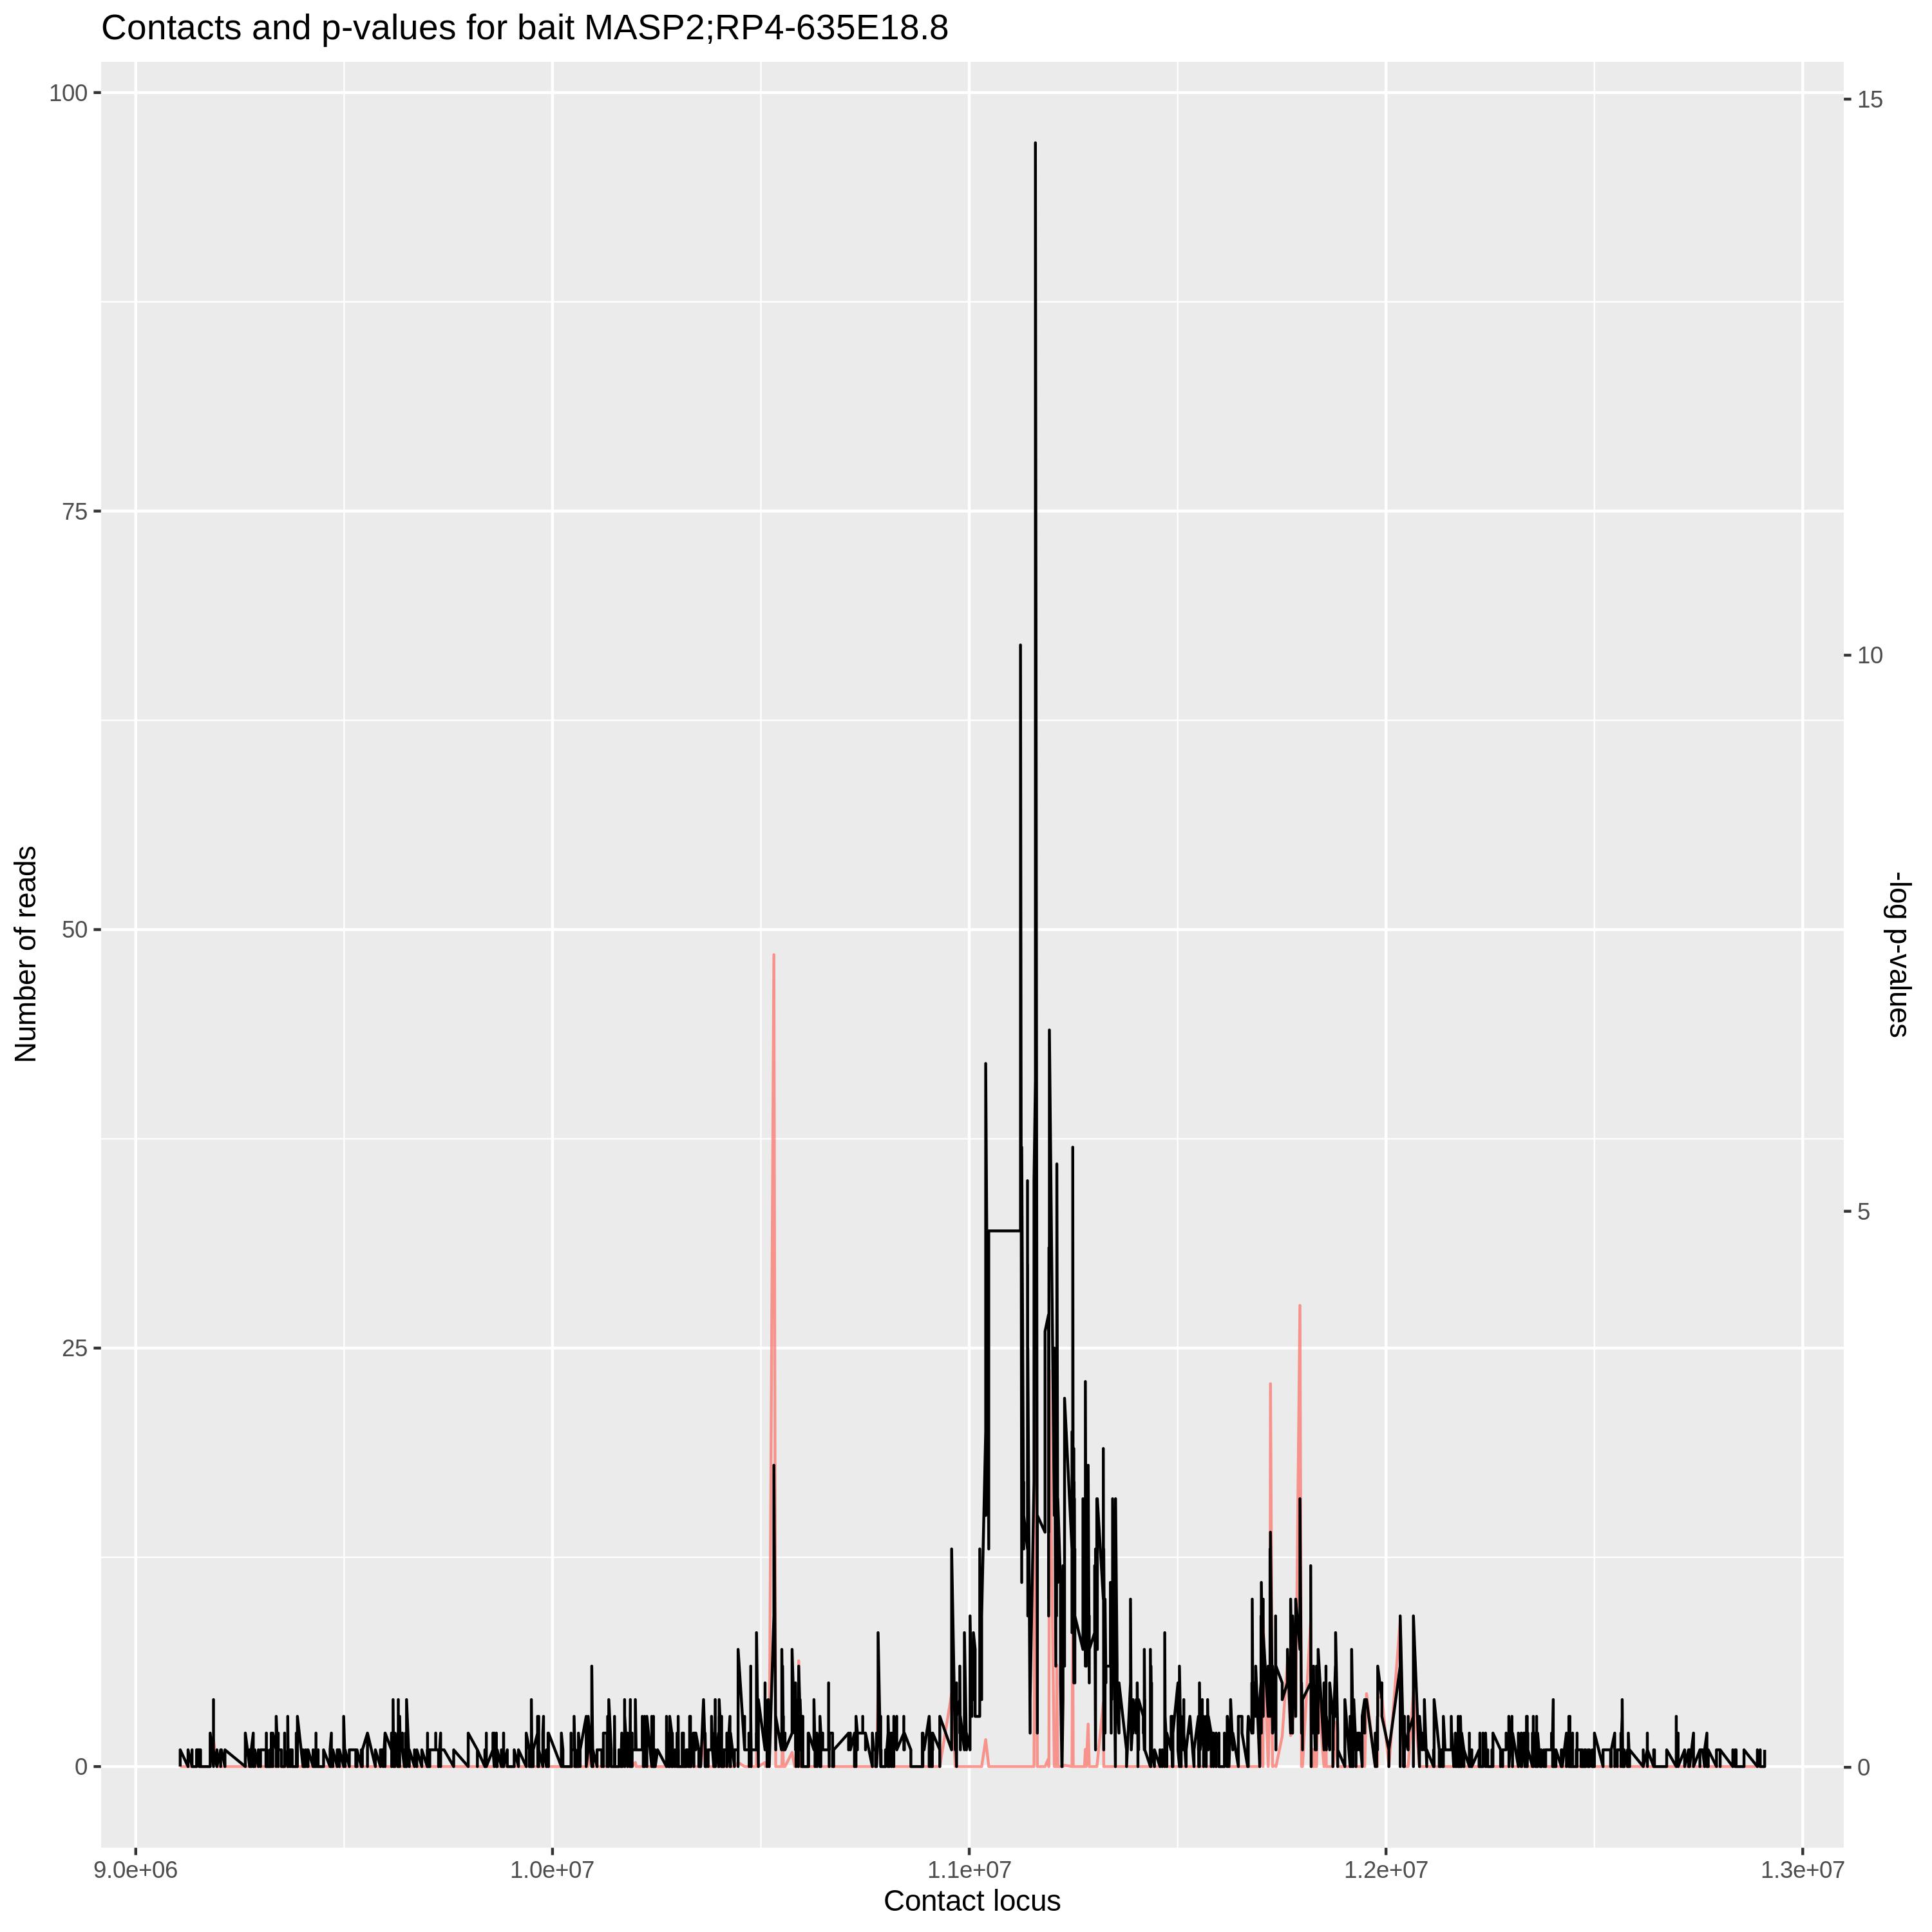 Contacts and p-values for bait MASP2;RP4-635E18.8
100
75
50
25
0
Number of reads
15
10
5
0
-log p-values
9.0e+06
1.0e+07
1.1e+07
1.2e+07
1.3e+07
Contact locus